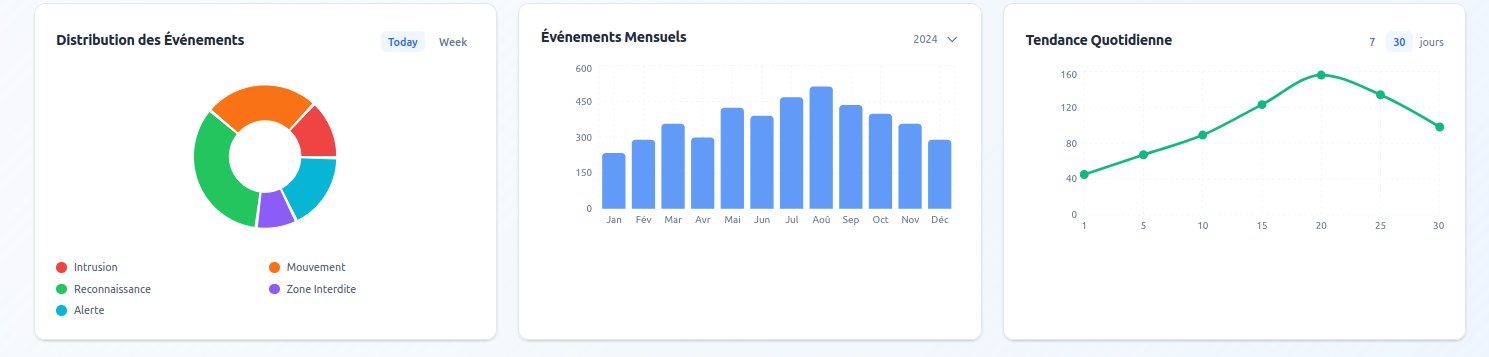 Distribution des Événements
Today Week
Intrusion Mouvement
Reconnaissance Zone Interdite
Alerte
Événements Mensuels
2024
600
450
300
150
0
Jan Fév Mar Avr Mai Jun Jul Aoû Sep Oct Nov Déc
Tendance Quotidienne
7 30 jours
160
120
80
40
0
1 5 10 15 20 25 30